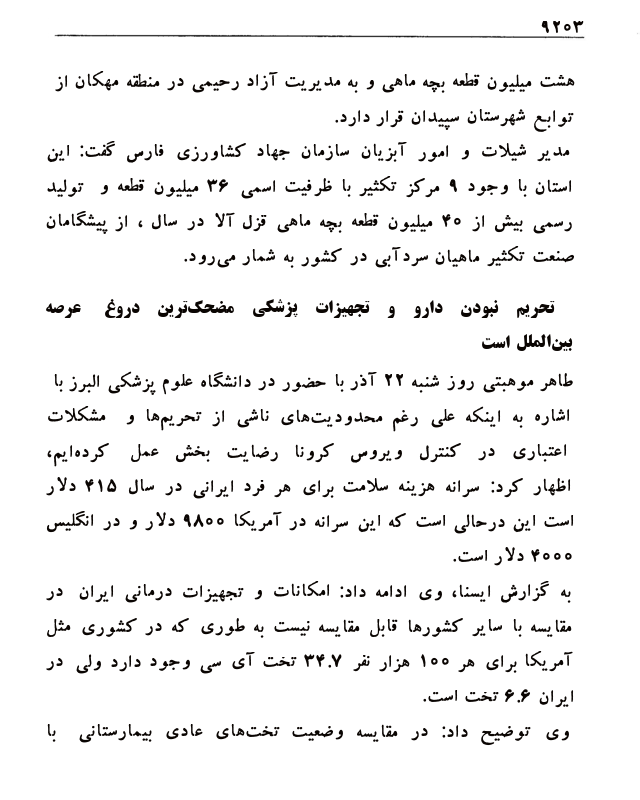 ۹۲۰۳
هشت میلیون قطعه بچه ماهی و به مدیریت آزاد رحیمی در منطقه مهکان از
توابع شهرستان سپیدان قرار دارد.
مدیر شیلات و امور آبزیان سازمان جهاد کشاورزی فارس گفت: این
استان با وجود ۹ مرکز تکثیر با ظرفیت اسمی ۳۶ میلیون قطعه و تولید
رسمی بیش از ۴۰ میلیون قطعه بچه ماهی قزل آلا در سال ، از پیشگامان
صنعت تکثیر ماهیان سردآبی در کشور به شمار می‌رود.
تحریم نبودن دارو و تجهیزات پزشکی مضحک‌ترین دروغ عرصه
بین‌الملل است
طاهر موهبتی روز شنبه ۲۲ آذر با حضور در دانشگاه علوم پزشکی البرز با
اشاره به اینکه علی رغم محدودیت‌های ناشی از تحریم‌ها و مشکلات
اعتباری در کنترل ویروس کرونا رضایت بخش عمل کرده‌ایم،
اظهار کرد: سرانه هزینه سلامت برای هر فرد ایرانی در سال ۴۱۵ دلار
است این درحالی است که این سرانه در آمریکا ۹۸۰۰ دلار و در انگلیس
۴۰۰۰ دلار است.
به گزارش ایسنا، وی ادامه داد: امکانات و تجهیزات درمانی ایران در
مقایسه با سایر کشورها قابل مقایسه نیست به طوری که در کشوری مثل
آمریکا برای هر ۱۰۰ هزار نفر ۳۴.۷ تخت آی سی وجود دارد ولی در
ایران ۶.۶ تخت است.
وی توضیح داد: در مقایسه وضعیت تخت‌های عادی بیمارستانی با